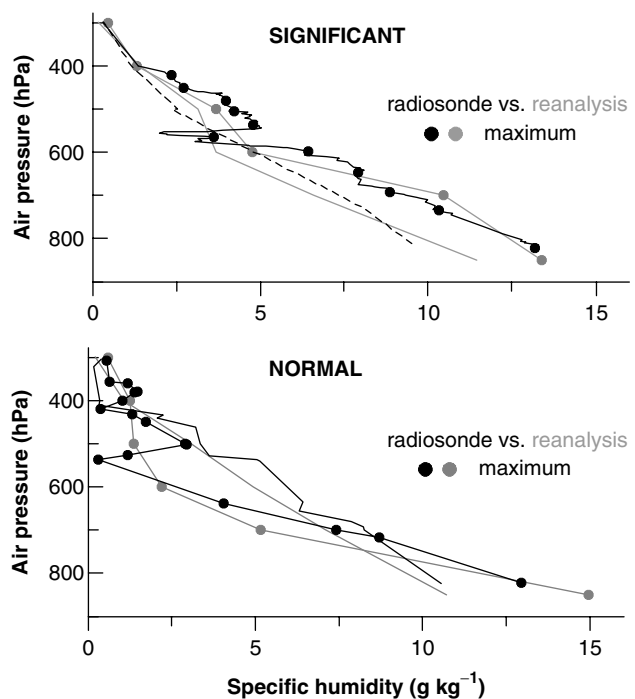 SIGNIFICANT
Air pressure (hPa)
400
600
800
radiosonde vs. reanalysis
maximum
0 5 10 15
NORMAL
Air pressure (hPa)
400
600
800
radiosonde vs. reanalysis
maximum
0 5 10 15
Specific humidity (g kg⁻¹)